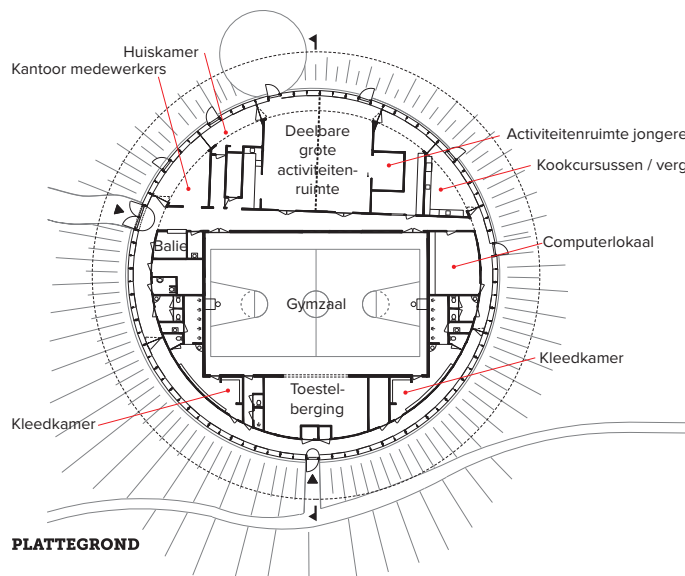 Huiskamer
Kantoor medewerkers
Deelbare
grote
activiteiten-
ruimte
Activiteitenruimte jongere
Kookcursussen / verg
Balie
Computerlokaal
Gymzaal
Kleedkamer
Toestel-
berging
Kleedkamer
PLATTEGROND